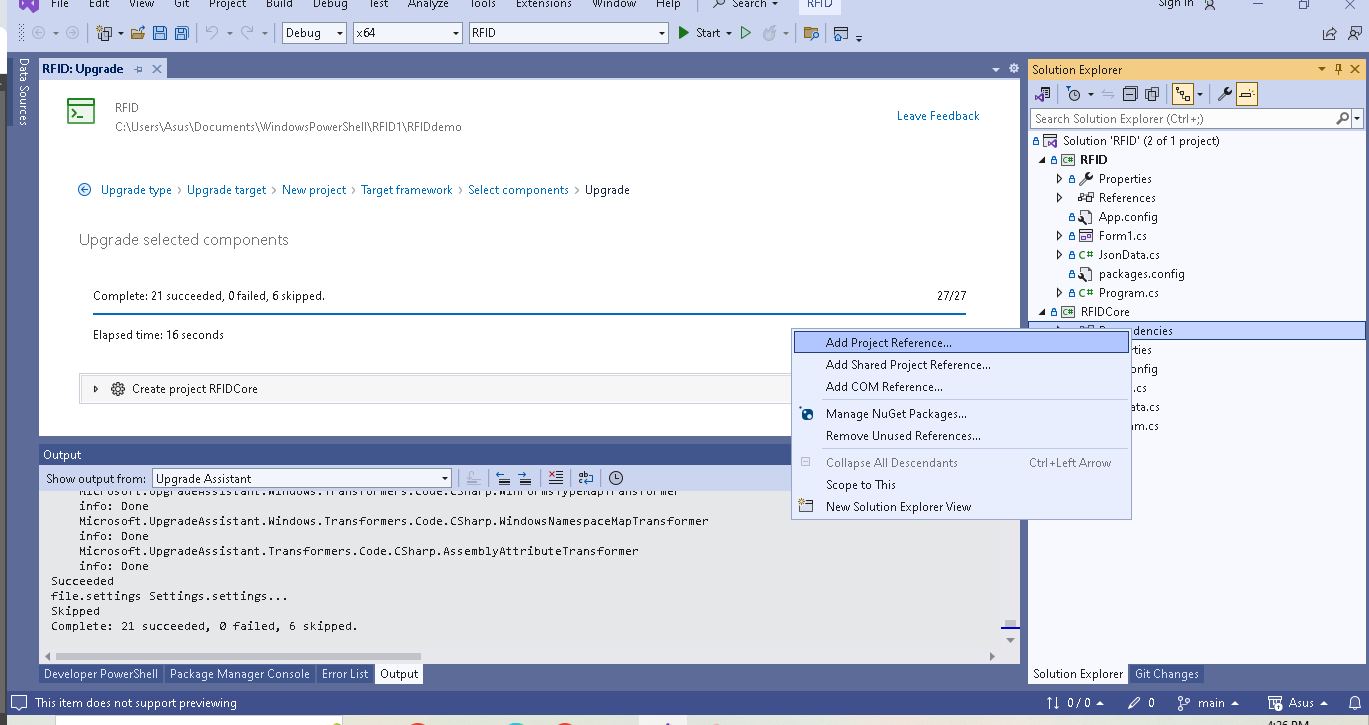 File Edit View Git Project Build Debug Test Analyze Tools Extensions Window Help Search RFID Sign in
Debug x64 RFID Start
Data Sources
RFID: Upgrade
RFID
C:\Users\Asus\Documents\WindowsPowerShell\RFID1\RFIDdemo
Leave Feedback
Upgrade type > Upgrade target > New project > Target framework > Select components > Upgrade
Upgrade selected components
Complete: 21 succeeded, 0 failed, 6 skipped. 27/27
Elapsed time: 16 seconds
Create project RFIDCore
Output
Show output from: Upgrade Assistant
Microsoft.UpgradeAssistant.Windows.Transformers.Code.CSharp.WinFormsTypeMapTransformer
info: Done
Microsoft.UpgradeAssistant.Windows.Transformers.Code.CSharp.WindowsNamespaceMapTransformer
info: Done
Microsoft.UpgradeAssistant.Transformers.Code.CSharp.AssemblyAttributeTransformer
info: Done
Succeeded
file.settings Settings.settings...
Skipped
Complete: 21 succeeded, 0 failed, 6 skipped.
Developer PowerShell Package Manager Console Error List Output
Solution Explorer
Search Solution Explorer (Ctrl+;)
Solution 'RFID' (2 of 1 project)
C# RFID
Properties
References
App.config
Form1.cs
C# JsonData.cs
packages.config
C# Program.cs
C# RFIDCore
dencies
rties
onfig
.cs
ata.cs
m.cs
Add Project Reference...
Add Shared Project Reference...
Add COM Reference...
Manage NuGet Packages...
Remove Unused References...
Collapse All Descendants Ctrl+Left Arrow
Scope to This
New Solution Explorer View
Solution Explorer Git Changes
This item does not support previewing
0 / 0 0 main Asus
4:26 PM